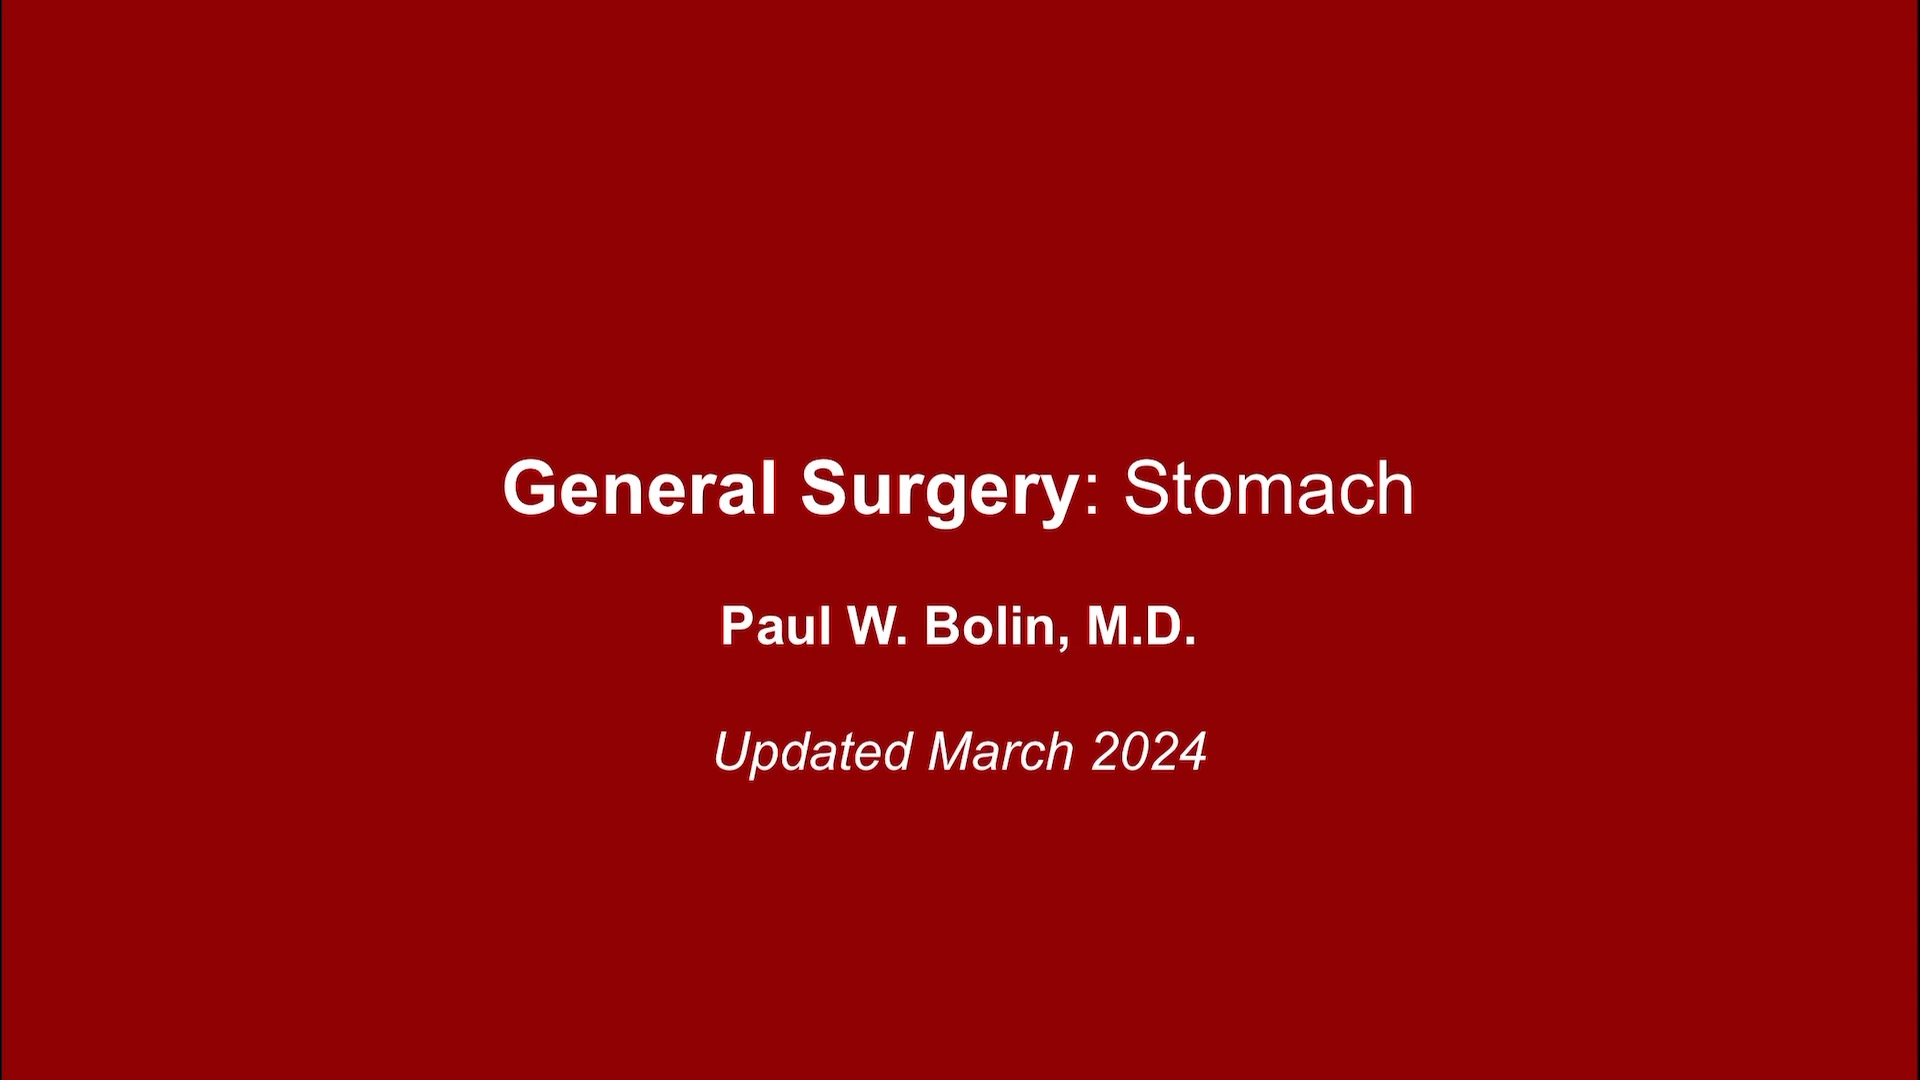 General Surgery: Stomach
Paul W. Bolin, M.D.
Updated March 2024